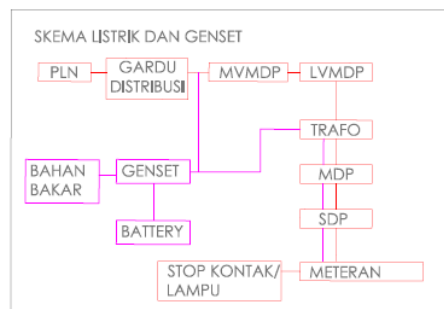 SKEMA LISTRIK DAN GENSET
PLN
GARDU
DISTRIBUSI
MVMDP
LVMDP
TRAFO
BAHAN
BAKAR
GENSET
MDP
BATTERY
SDP
STOP KONTAK/
LAMPU
METERAN